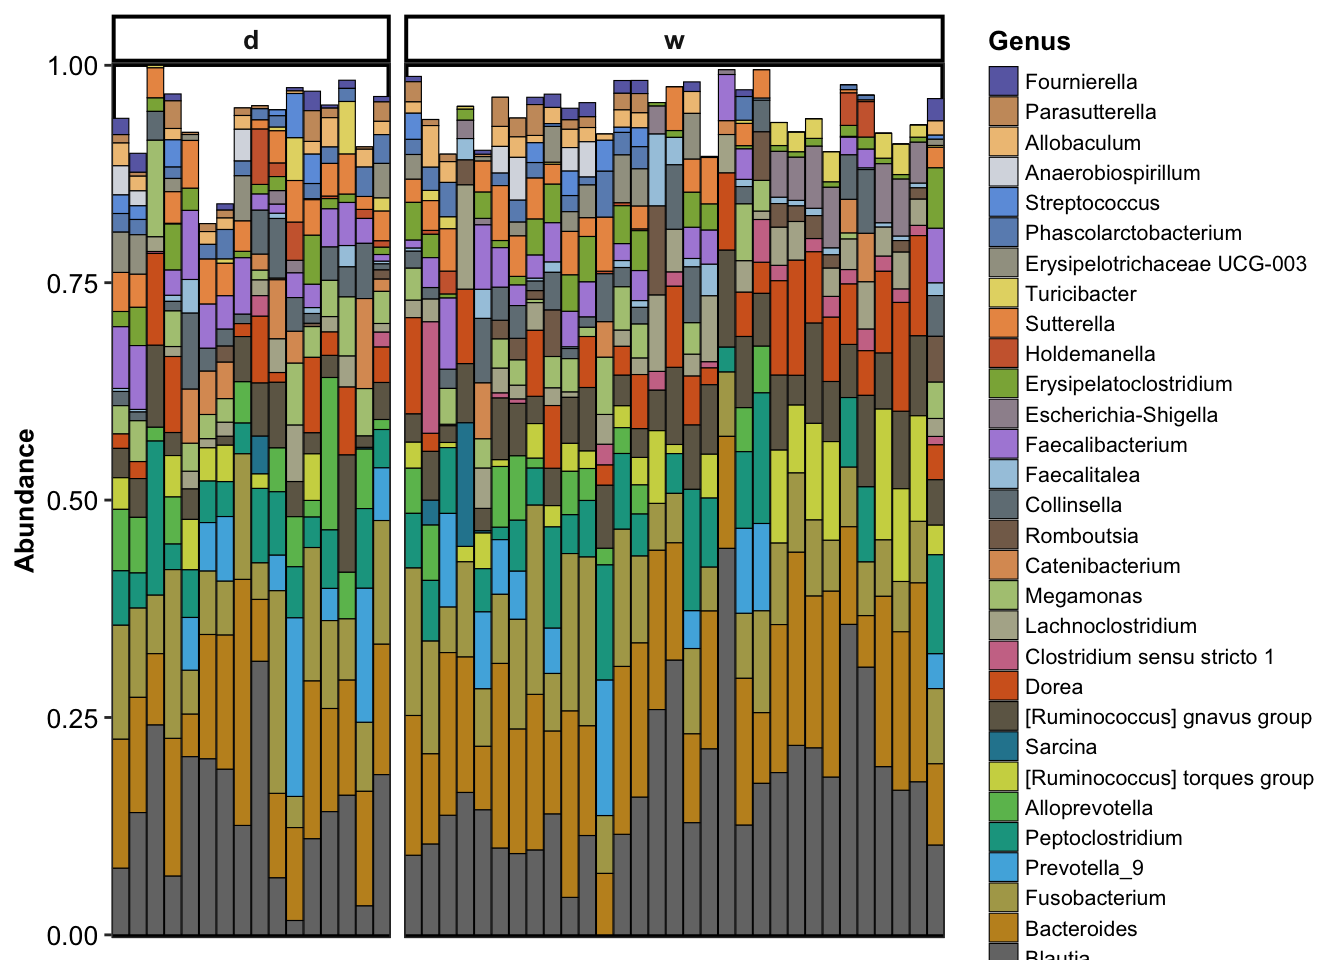 d
w
1.00
0.75
0.50
0.25
0.00
Abundance
Genus
Fournierella
Parasutterella
Allobaculum
Anaerobiospirillum
Streptococcus
Phascolarctobacterium
Erysipelotrichaceae UCG-003
Turicibacter
Sutterella
Holdemanella
Erysipelatoclostridium
Escherichia-Shigella
Faecalibacterium
Faecalitalea
Collinsella
Romboutsia
Catenibacterium
Megamonas
Lachnoclostridium
Clostridium sensu stricto 1
Dorea
[Ruminococcus] gnavus group
Sarcina
[Ruminococcus] torques group
Alloprevotella
Peptoclostridium
Prevotella_9
Fusobacterium
Bacteroides
Blautia